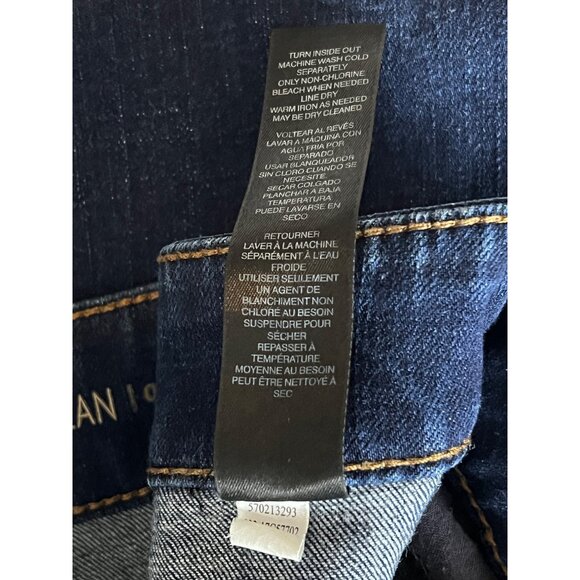 TURN INSIDE OUT
MACHINE WASH COLD
SEPARATELY
ONLY NON-CHLORINE
BLEACH WHEN NEEDED
LINE DRY
WARM IRON AS NEEDED
MAY BE DRY CLEANED
VOLTEAR AL REVÉS
LAVAR A MÁQUINA CON
AGUA FRIA POR
SEPARADO
USAR BLANQUEADOR
SIN CLORO CUANDO SE
NECESITE
SECAR COLGADO
PLANCHAR A BAJA
TEMPERATURA
PUEDE LAVARSE EN
SECO
RETOURNER
LAVER À LA MACHINE
SÉPARÉMENT À L'EAU
FROIDE
UTILISER SEULEMENT
UN AGENT DE
BLANCHIMENT NON
CHLORÉ AU BESOIN
SUSPENDRE POUR
SÉCHER
REPASSER À
TEMPÉRATURE
MOYENNE AU BESOIN
PEUT ÊTRE NETTOYÉ À
SEC
EAN
570213293